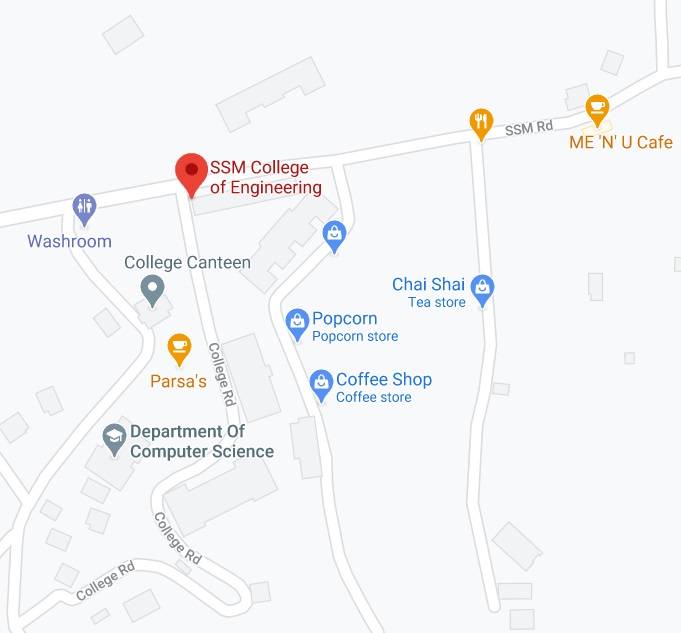 SSM Rd
ME 'N' U Cafe
SSM College
of Engineering
Washroom
College Canteen
Chai Shai
Tea store
Popcorn
Popcorn store
College Rd
Parsa's
Coffee Shop
Coffee store
Department Of
Computer Science
College Rd
College Rd